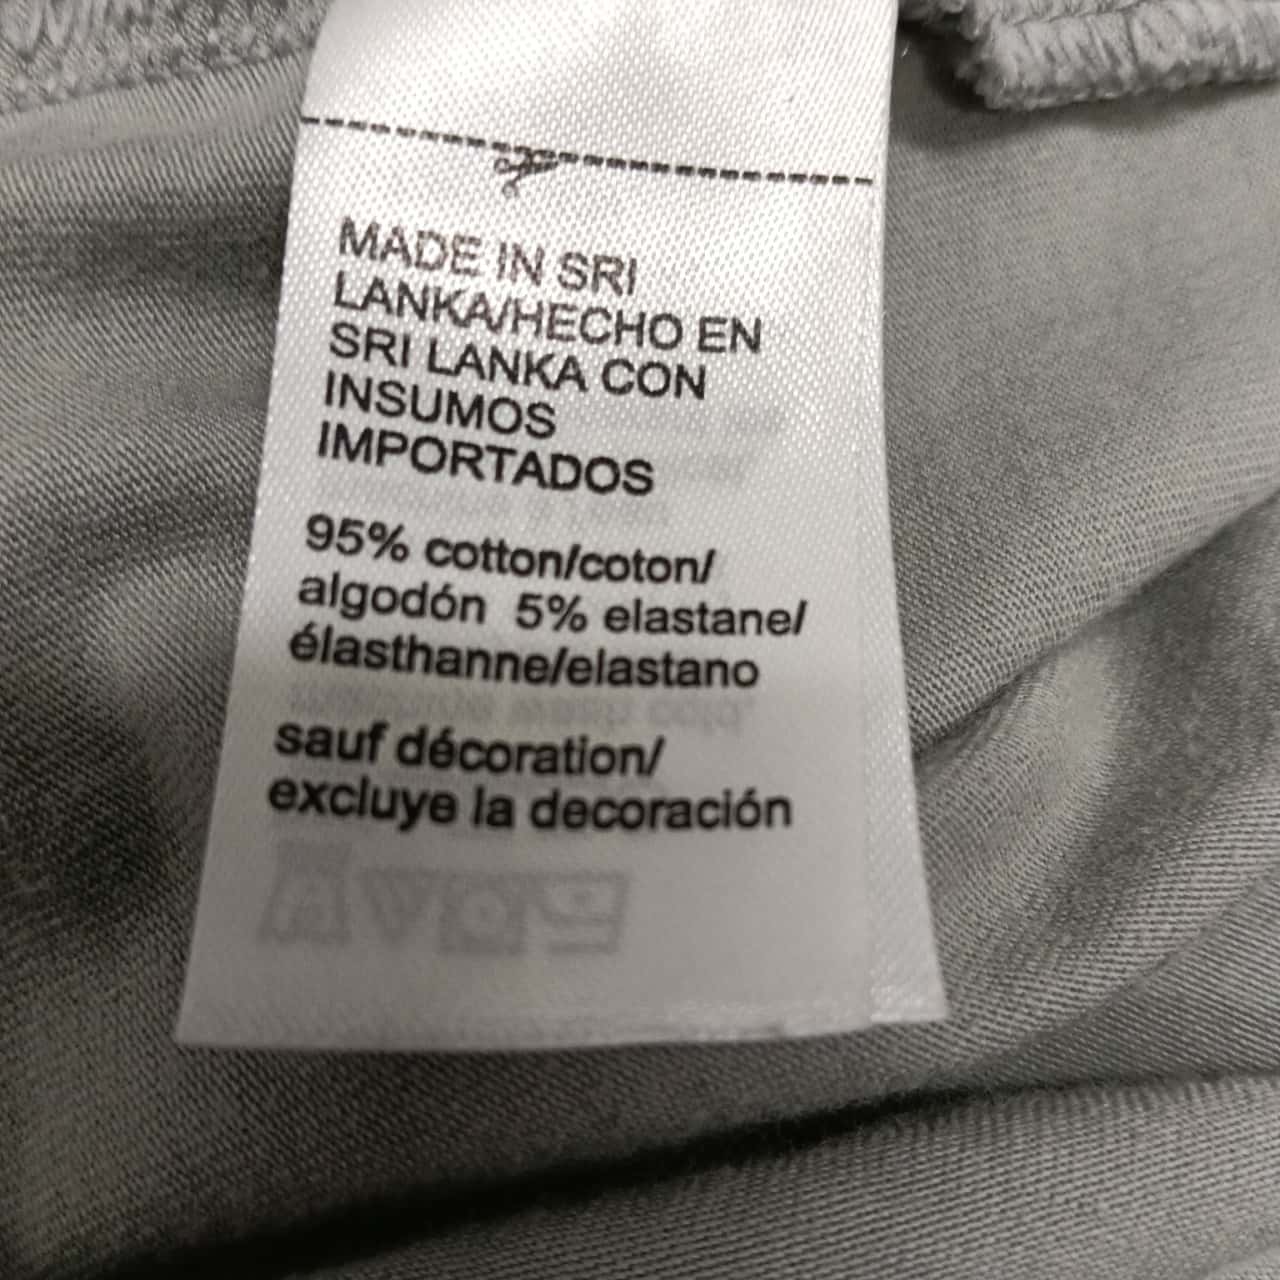 MADE IN SRI
LANKA/HECHO EN
SRI LANKA CON
INSUMOS
IMPORTADOS
95% cotton/coton/
algodón 5% elastane/
élasthanne/elastano
sauf décoration/
excluye la decoración